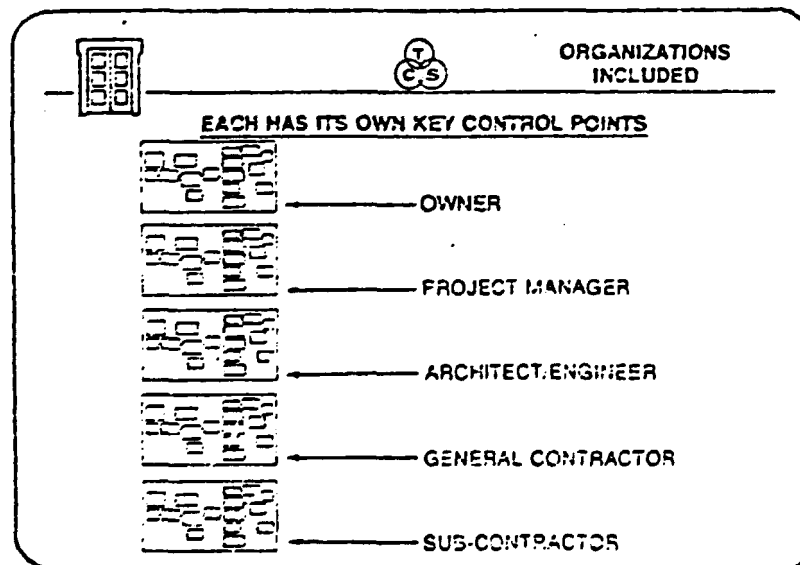 T
C S
ORGANIZATIONS
INCLUDED
EACH HAS ITS OWN KEY CONTROL POINTS
OWNER
PROJECT MANAGER
ARCHITECT/ENGINEER
GENERAL CONTRACTOR
SUB-CONTRACTOR